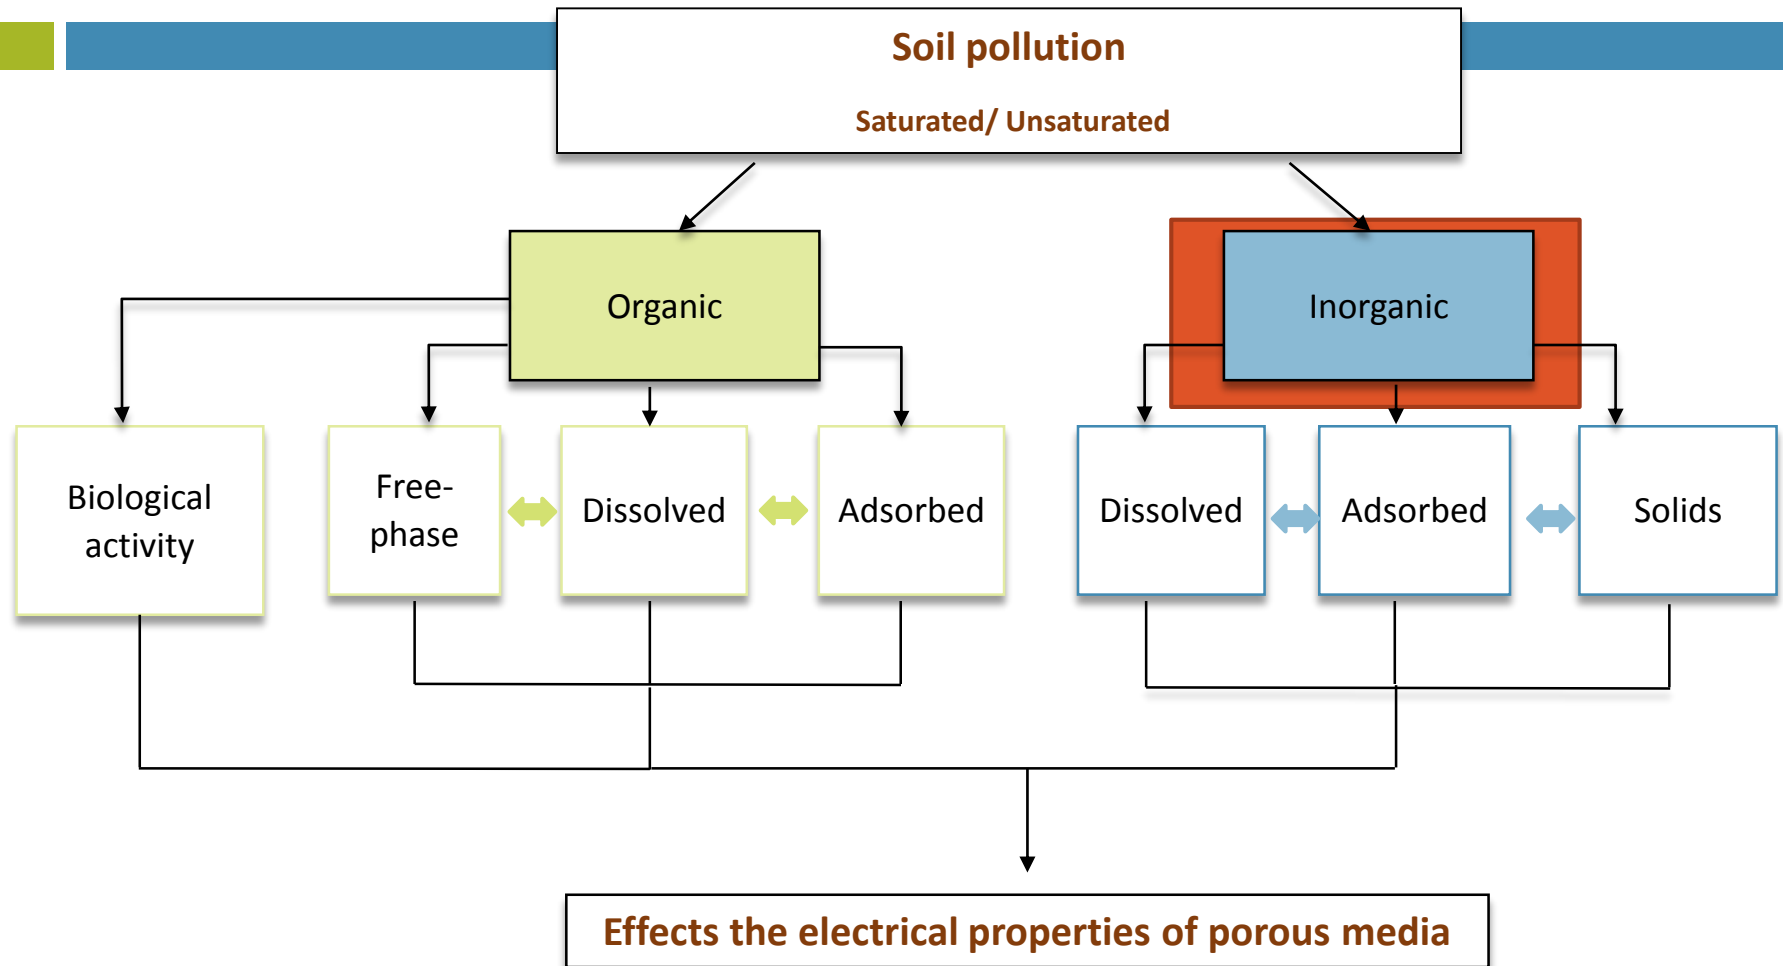 Soil pollution
Saturated/ Unsaturated
Organic
Inorganic
Biological
activity
Free-
phase
Dissolved
Adsorbed
Dissolved
Adsorbed
Solids
Effects the electrical properties of porous media